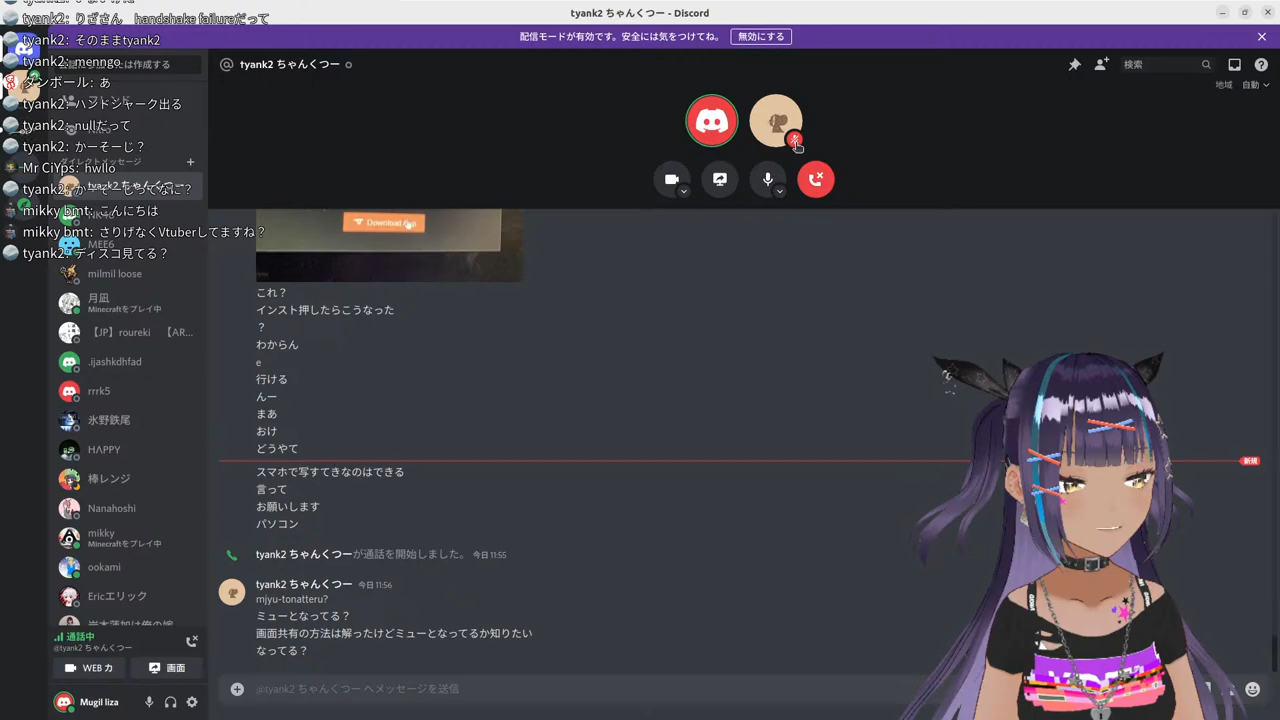 tyank2 ちゃんくつー - Discord
配信モードが有効です。安全には気をつけてね。
無効にする
tyank2: りざさん　handshake failureだって
tyank2: そのままtyank2
tyank2: menngo
ダンボール: あ
tyank2: ハンドシャーク出る
tyank2: nullだって
tyank2: かーそーじ？
Mr CiYps: hwllo
mikky bmt: こんにちは
mikky bmt: さりげなくVtuberしてますね？
tyank2: ディスコ見てる？
ダイレクトメッセージ
MEE6
milmil loose
月凪
Minecraftをプレイ中
【JP】roureki　【AR...
.ijashkdhfad
rrrk5
氷野鉄尾
HΛPPY
棒レンジ
Nanahoshi
mikky
Minecraftをプレイ中
ookami
Ericエリック
通話中
@tyank2 ちゃんくつー
WEB カ
画面
Mugil liza
tyank2 ちゃんくつー
検索
地域　自動
Download
これ？
インスト押したらこうなった
？
わからん
e
行ける
んー
まあ
おけ
どうやて
新規
スマホで写すてきなのはできる
言って
お願いします
パソコン
tyank2 ちゃんくつーが通話を開始しました。 今日 11:55
tyank2 ちゃんくつー 今日 11:56
mjyu-tonatteru?
ミューとなってる？
画面共有の方法は解ったけどミューとなってるか知りたい
なってる？
@tyank2 ちゃんくつー へメッセージを送信